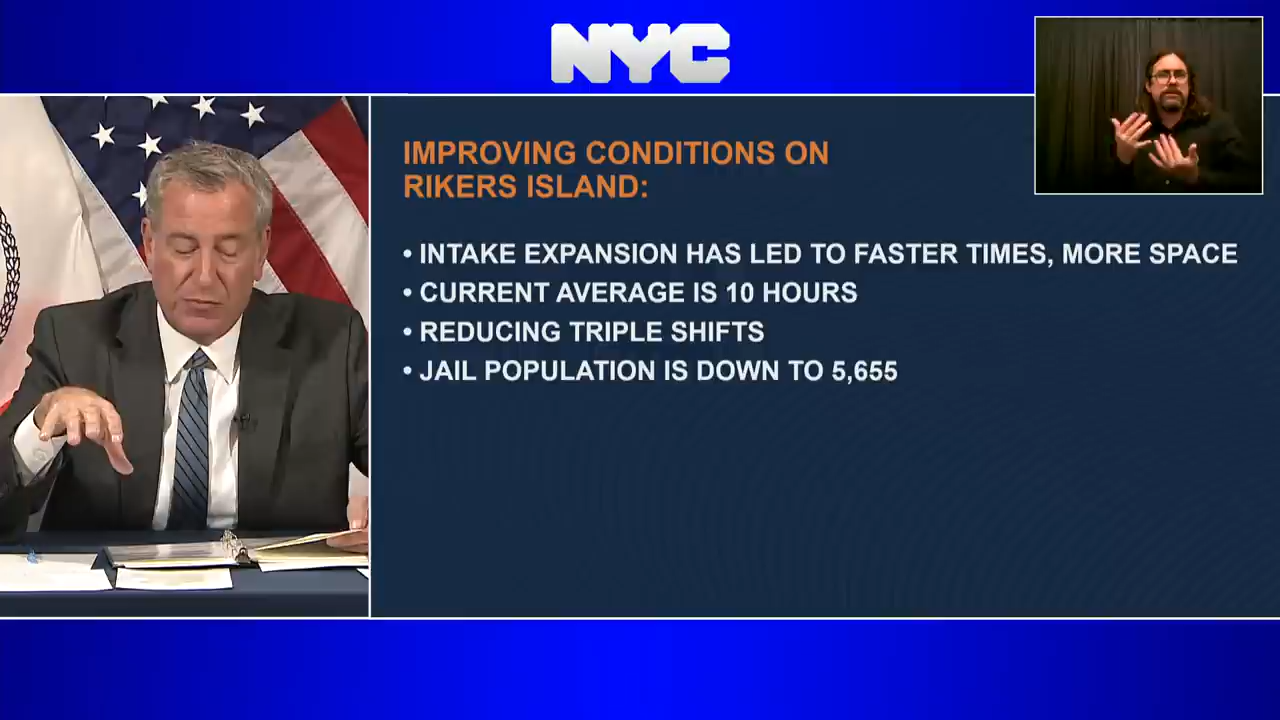 NYC
IMPROVING CONDITIONS ON
RIKERS ISLAND:
• INTAKE EXPANSION HAS LED TO FASTER TIMES, MORE SPACE
• CURRENT AVERAGE IS 10 HOURS
• REDUCING TRIPLE SHIFTS
• JAIL POPULATION IS DOWN TO 5,655